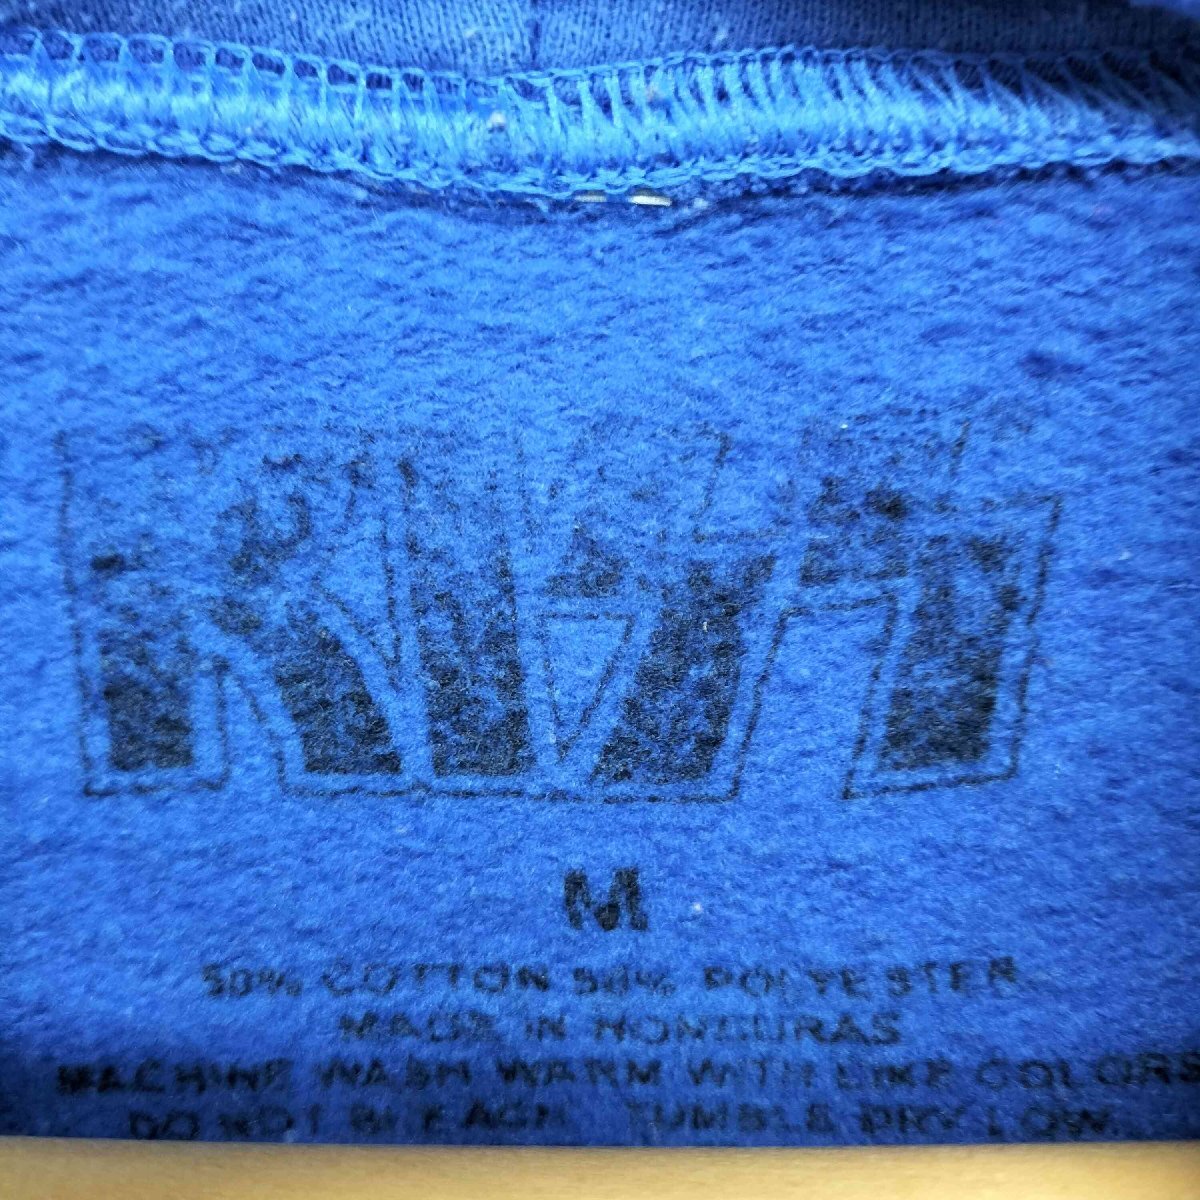 M
50% COTTON 50% POLYESTER
MADE IN HONDURAS
MACHINE WASH WARM WITH LIKE COLORS
DO NOT BLEACH TUMBLE DRY LOW.